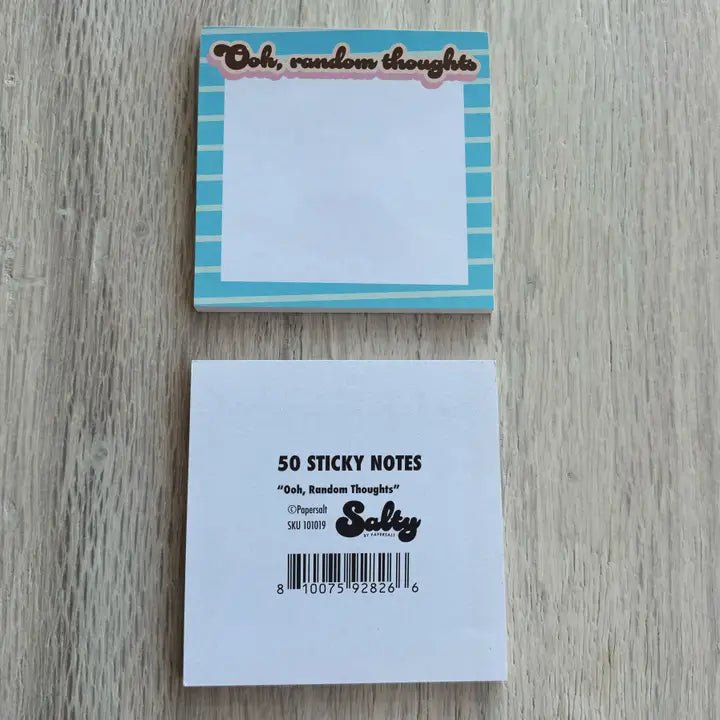 Ooh, random thoughts
50 STICKY NOTES
“Ooh, Random Thoughts”
©Papersalt
SKU 101019
Salty
BY PAPERSALT
8 10075 92826 6